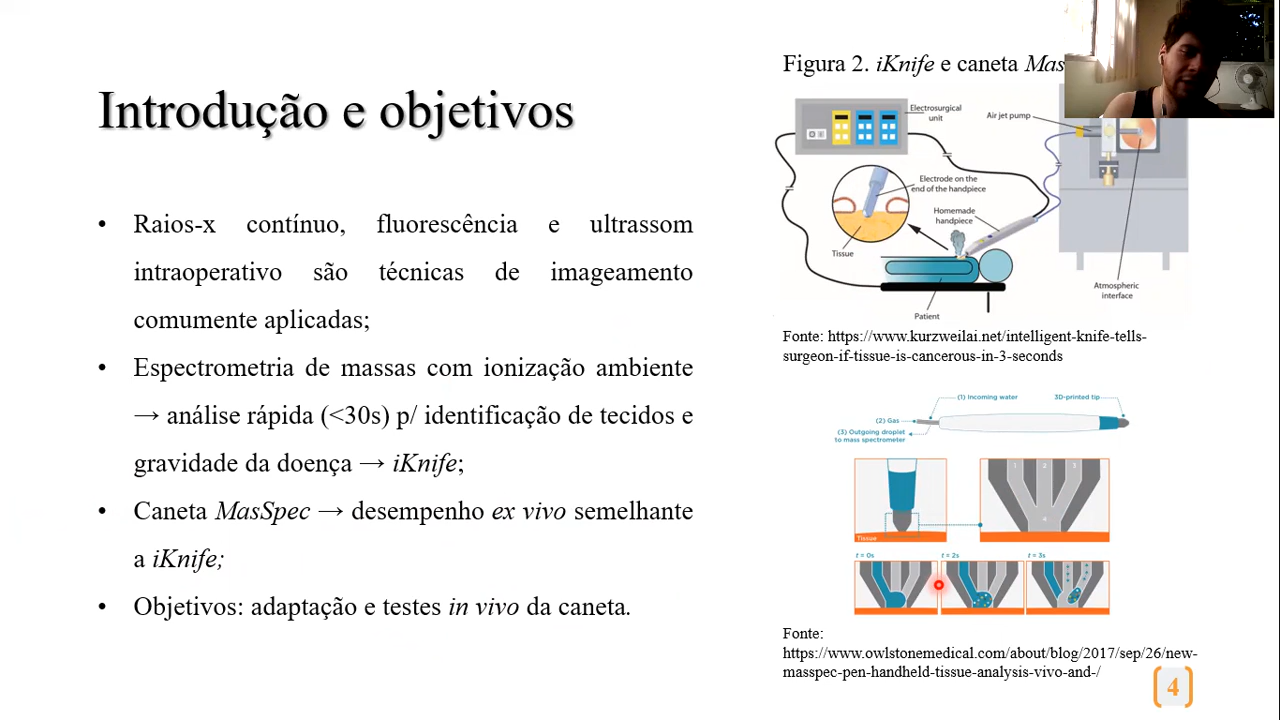 Introdução e objetivos
• Raios-x contínuo, fluorescência e ultrassom
intraoperativo são técnicas de imageamento
comumente aplicadas;
• Espectrometria de massas com ionização ambiente
→ análise rápida (<30s) p/ identificação de tecidos e
gravidade da doença → iKnife;
• Caneta MasSpec → desempenho ex vivo semelhante
a iKnife;
• Objetivos: adaptação e testes in vivo da caneta.
Figura 2. iKnife e caneta Mas
Electrosurgical
unit
Air jet pump
Electrode on the
end of the handpiece
Homemade
handpiece
Tissue
Atmospheric
interface
Patient
Fonte: https://www.kurzweilai.net/intelligent-knife-tells-
surgeon-if-tissue-is-cancerous-in-3-seconds
(1) Incoming water
3D-printed tip
(2) Gas
(3) Outgoing droplet
to mass spectrometer
1 2 3
4
Tissue
t = 0s
t = 2s
t = 3s
Fonte:
https://www.owlstonemedical.com/about/blog/2017/sep/26/new-
masspec-pen-handheld-tissue-analysis-vivo-and-/
4